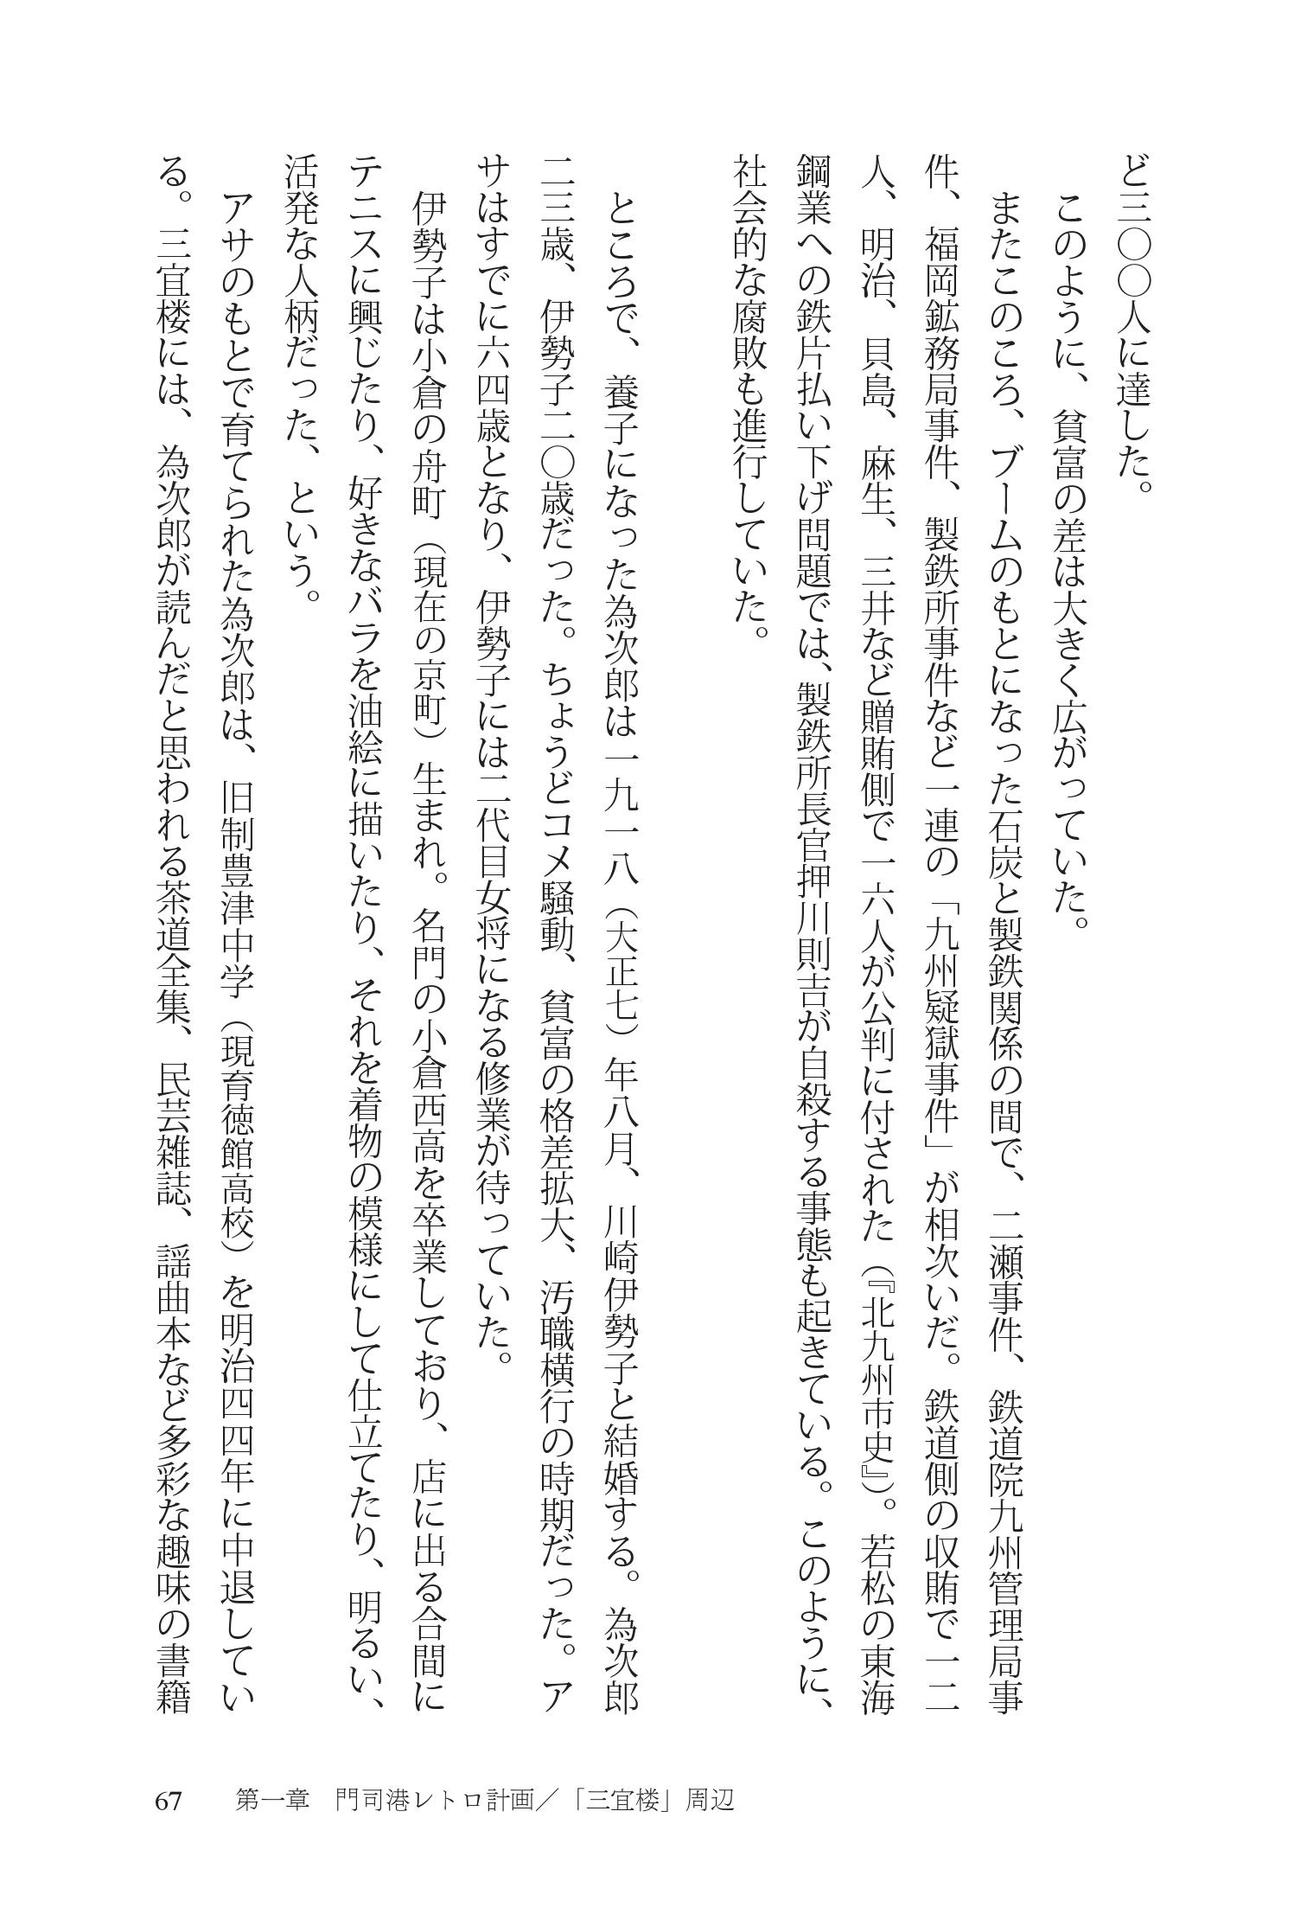 ど三〇〇人に達した。
　このように、貧富の差は大きく広がっていた。
　またこのころ、ブームのもとになった石炭と製鉄関係の間で、二瀬事件、鉄道院九州管理局事
件、福岡鉱務局事件、製鉄所事件など一連の「九州疑獄事件」が相次いだ。鉄道側の収賄で一二
人、明治、貝島、麻生、三井など贈賄側で一六人が公判に付された（『北九州市史』）。若松の東海
鋼業への鉄片払い下げ問題では、製鉄所長官押川則吉が自殺する事態も起きている。このように、
社会的な腐敗も進行していた。
　ところで、養子になった為次郎は一九一八（大正七）年八月、川崎伊勢子と結婚する。為次郎
二三歳、伊勢子二〇歳だった。ちょうどコメ騒動、貧富の格差拡大、汚職横行の時期だった。ア
サはすでに六四歳となり、伊勢子には二代目女将になる修業が待っていた。
　伊勢子は小倉の舟町（現在の京町）生まれ。名門の小倉西高を卒業しており、店に出る合間に
テニスに興じたり、好きなバラを油絵に描いたり、それを着物の模様にして仕立てたり、明るい、
活発な人柄だった、という。
　アサのもとで育てられた為次郎は、旧制豊津中学（現育徳館高校）を明治四四年に中退してい
る。三宜楼には、為次郎が読んだと思われる茶道全集、民芸雑誌、謡曲本など多彩な趣味の書籍
67　第一章　門司港レトロ計画／「三宜楼」周辺